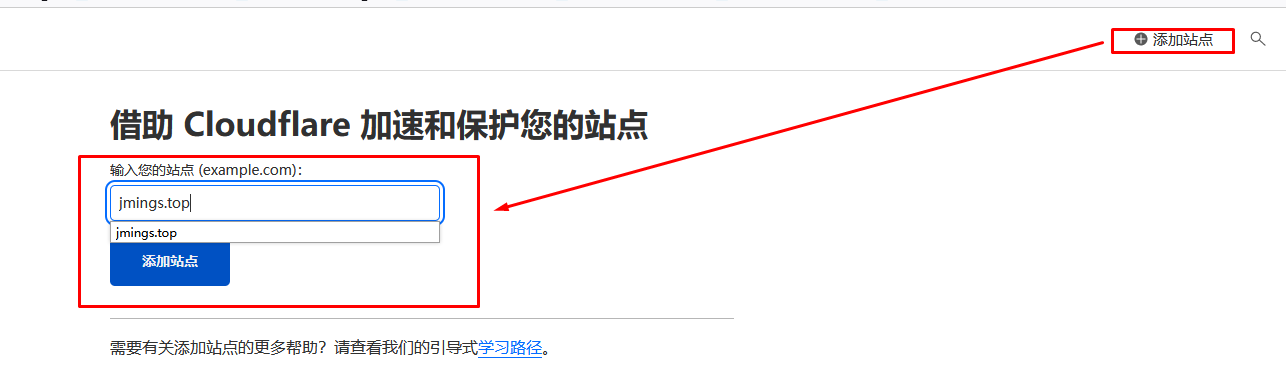 添加站点
借助 Cloudflare 加速和保护您的站点
输入您的站点 (example.com)：
jmings.top
jmings.top
添加站点
需要有关添加站点的更多帮助？请查看我们的引导式学习路径。